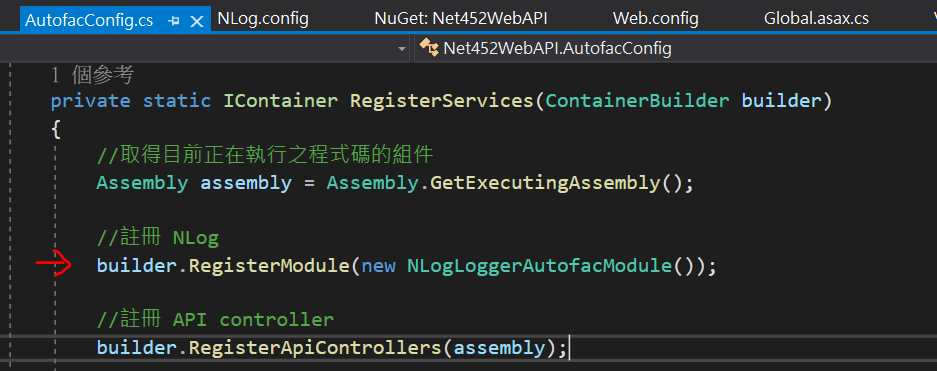 AutofacConfig.cs NLog.config NuGet: Net452WebAPI Web.config Global.asax.cs
Net452WebAPI.AutofacConfig
1 個參考
private static IContainer RegisterServices(ContainerBuilder builder)
{
//取得目前正在執行之程式碼的組件
Assembly assembly = Assembly.GetExecutingAssembly();
//註冊 NLog
builder.RegisterModule(new NLogLoggerAutofacModule());
//註冊 API controller
builder.RegisterApiControllers(assembly);